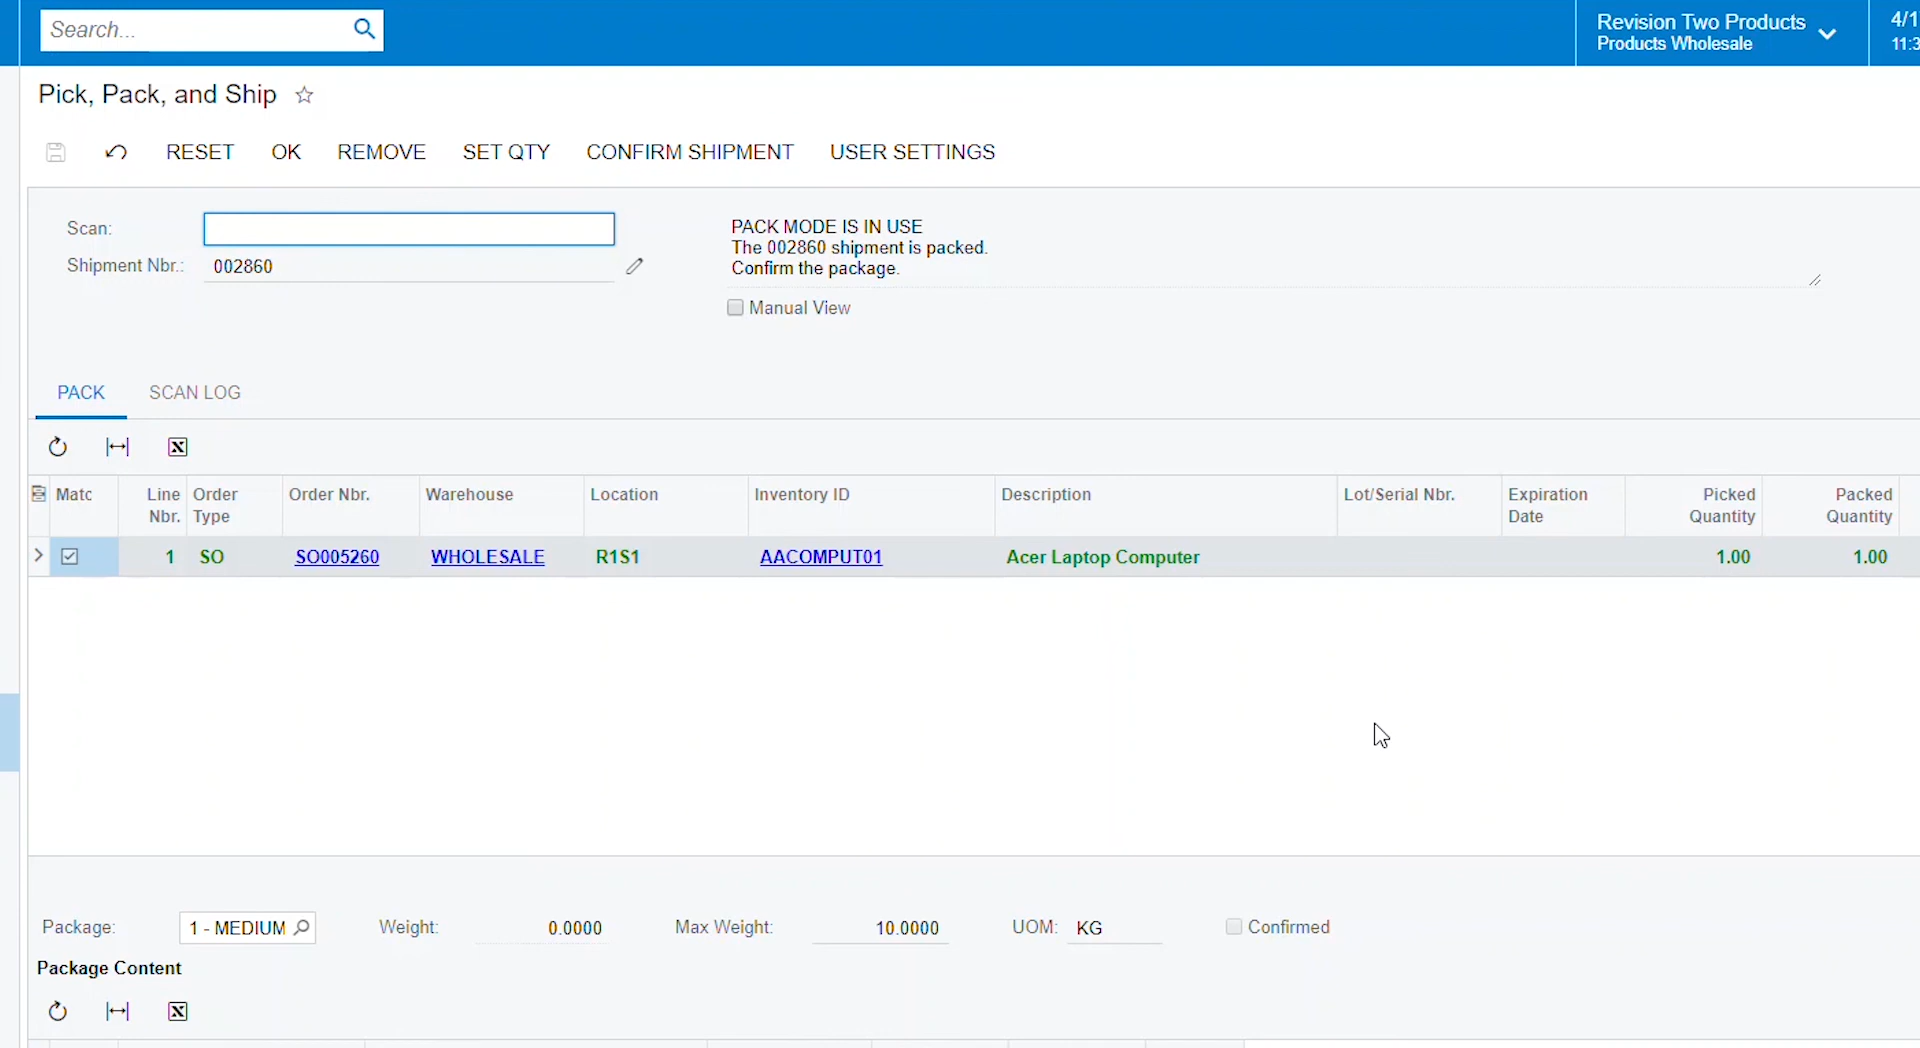 Search...
Revision Two Products
Products Wholesale
4/1
11:3
Pick, Pack, and Ship
RESET OK REMOVE SET QTY CONFIRM SHIPMENT USER SETTINGS
Scan:
Shipment Nbr.: 002860
PACK MODE IS IN USE
The 002860 shipment is packed.
Confirm the package.
Manual View
PACK SCAN LOG
Matc Line Nbr. Order Type Order Nbr. Warehouse Location Inventory ID Description Lot/Serial Nbr. Expiration Date Picked Quantity Packed Quantity
1 SO SO005260 WHOLESALE R1S1 AACOMPUT01 Acer Laptop Computer 1.00 1.00
Package: 1 - MEDIUM Weight: 0.0000 Max Weight: 10.0000 UOM: KG Confirmed
Package Content